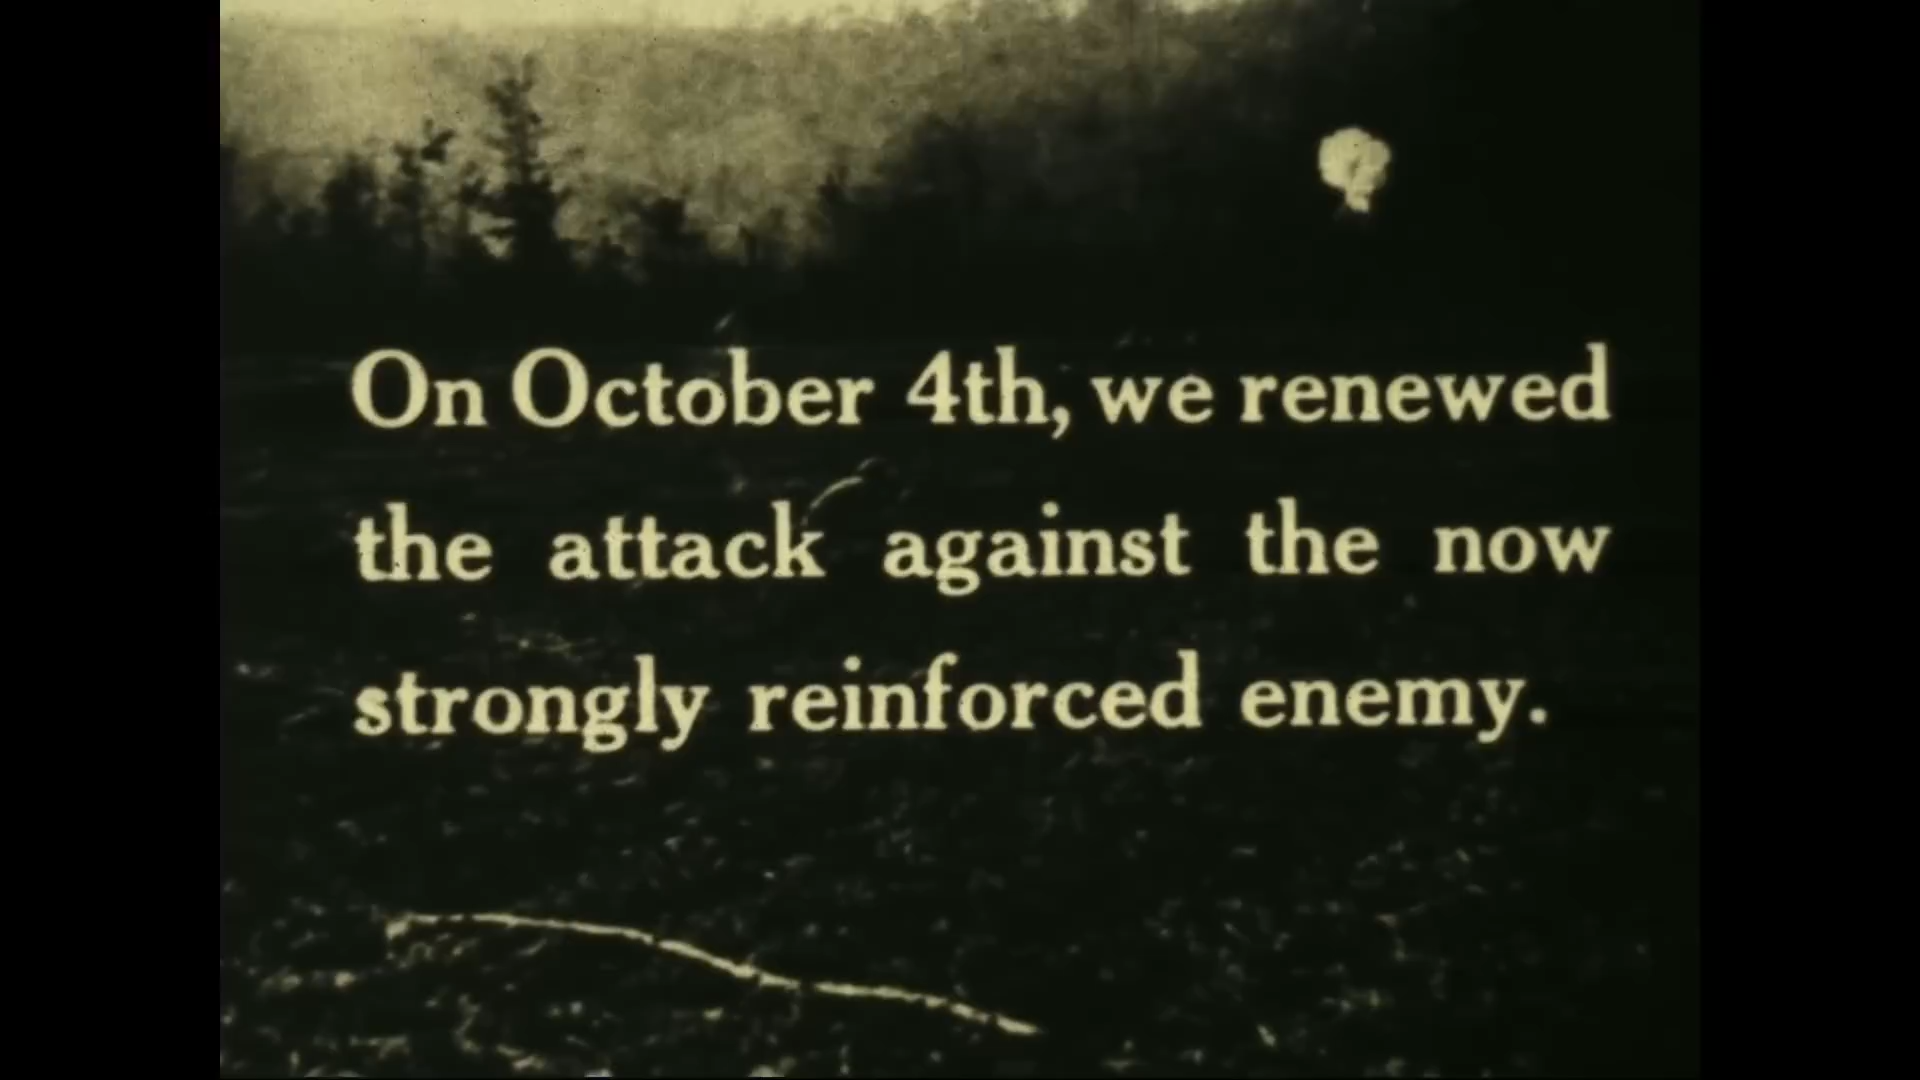 On October 4th, we renewed
the attack against the now
strongly reinforced enemy.